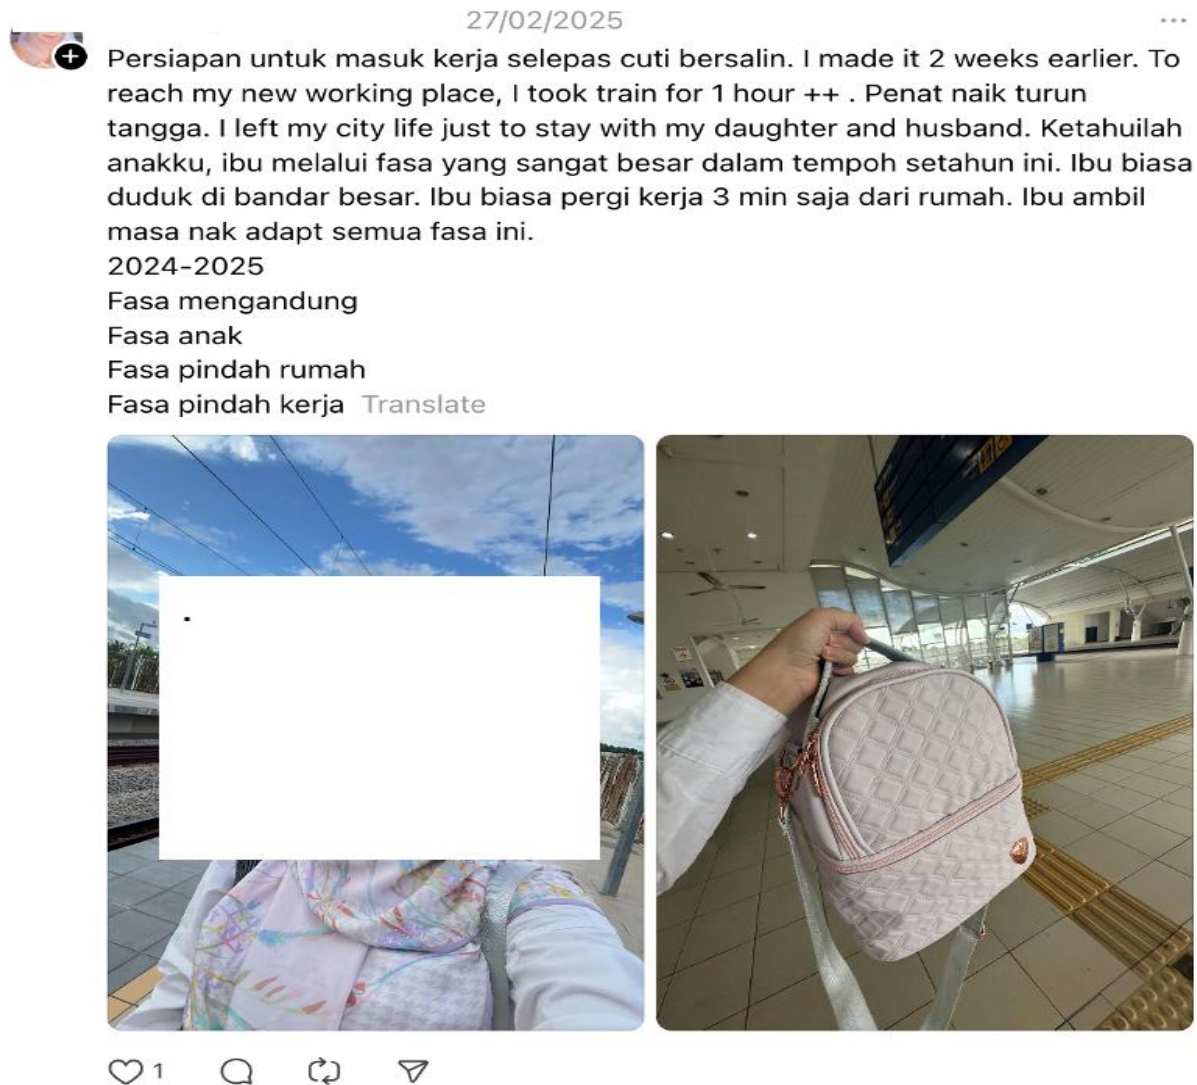 27/02/2025
Persiapan untuk masuk kerja selepas cuti bersalin. I made it 2 weeks earlier. To
reach my new working place, I took train for 1 hour ++ . Penat naik turun
tangga. I left my city life just to stay with my daughter and husband. Ketahuilah
anakku, ibu melalui fasa yang sangat besar dalam tempoh setahun ini. Ibu biasa
duduk di bandar besar. Ibu biasa pergi kerja 3 min saja dari rumah. Ibu ambil
masa nak adapt semua fasa ini.
2024-2025
Fasa mengandung
Fasa anak
Fasa pindah rumah
Fasa pindah kerja Translate
1